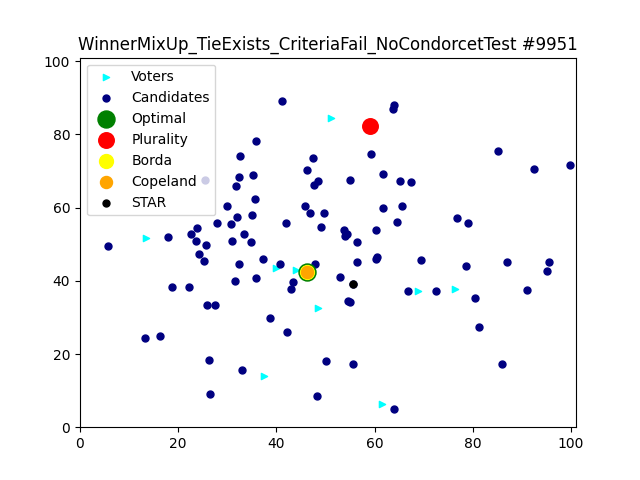 WinnerMixUp_TieExists_CriteriaFail_NoCondorcetTest #9951
100
80
60
40
20
0
Voters
Candidates
Optimal
Plurality
Borda
Copeland
STAR
0 20 40 60 80 100